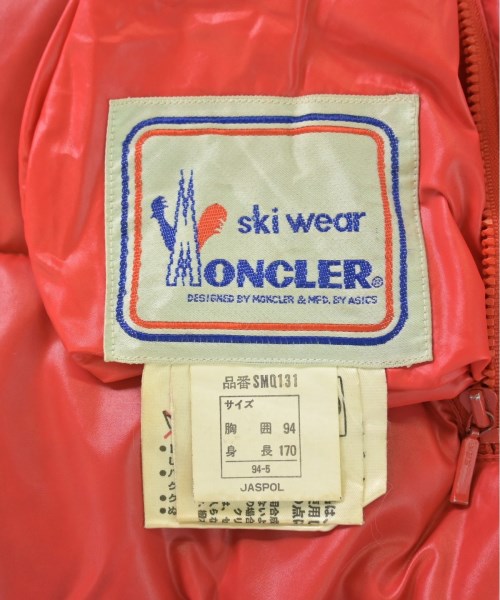 ski wear
MONCLER®
DESIGNED BY MONCLER & MFD. BY ASICS
品番 SMQ131
サイズ
胸 囲 94
身 長 170
94-5
JASPOL